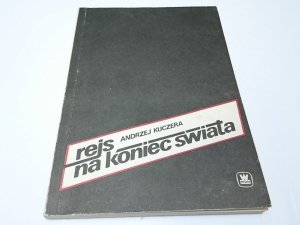 ANDRZEJ KUCZERA
rejs
na koniec świata